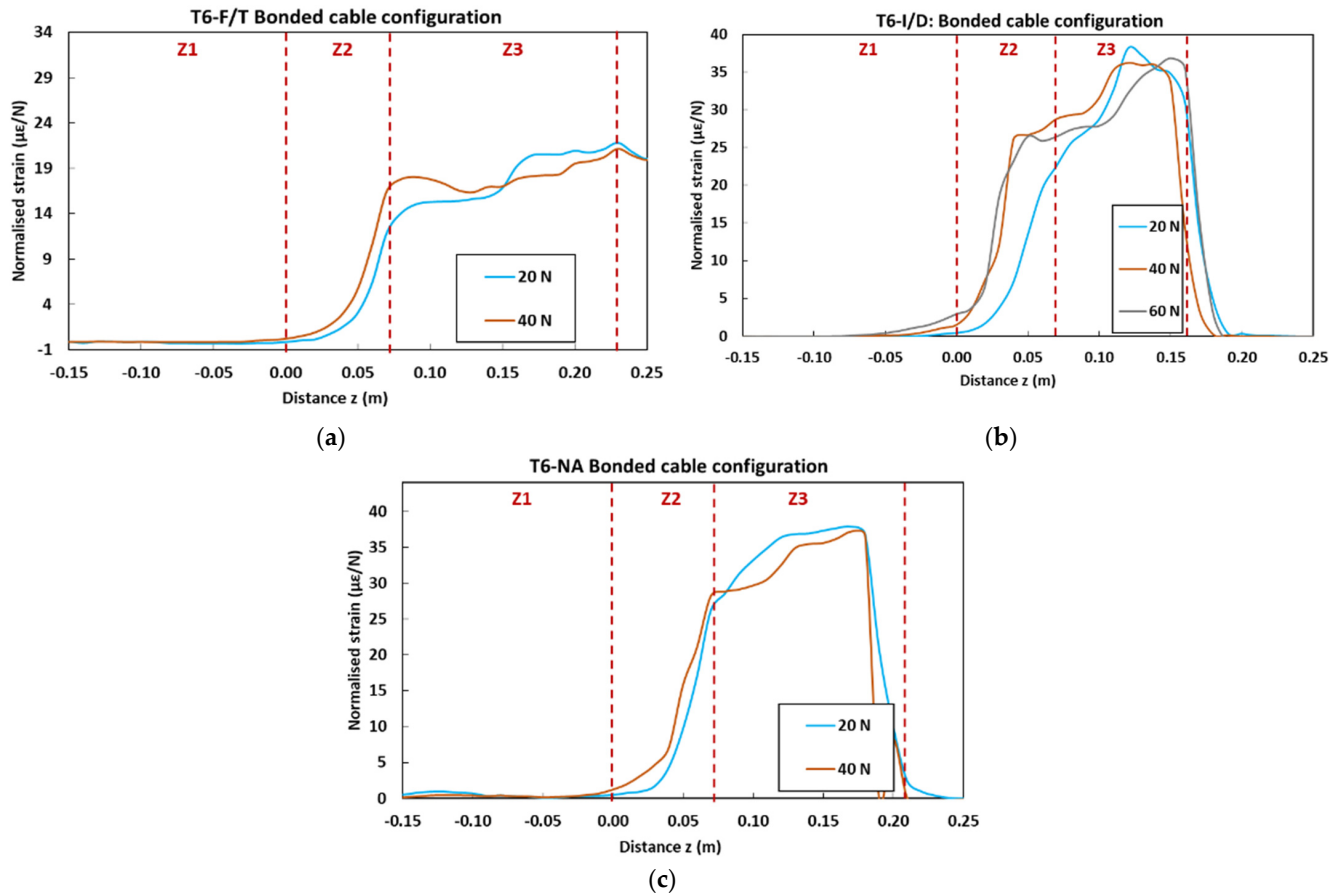 T6-F/T Bonded cable configuration
Normalised strain (με/N)
34
29
24
19
14
9
4
-1
Z1 Z2 Z3
20 N
40 N
-0.15 -0.10 -0.05 0.00 0.05 0.10 0.15 0.20 0.25
Distance z (m)
(a)
T6-I/D: Bonded cable configuration
Normalised strain (με/N)
40
35
30
25
20
15
10
5
0
Z1 Z2 Z3
20 N
40 N
60 N
-0.15 -0.10 -0.05 0.00 0.05 0.10 0.15 0.20 0.25
Distance z (m)
(b)
T6-NA Bonded cable configuration
Normalised strain (με/N)
40
35
30
25
20
15
10
5
0
Z1 Z2 Z3
20 N
40 N
-0.15 -0.10 -0.05 0.00 0.05 0.10 0.15 0.20 0.25
Distance z (m)
(c)